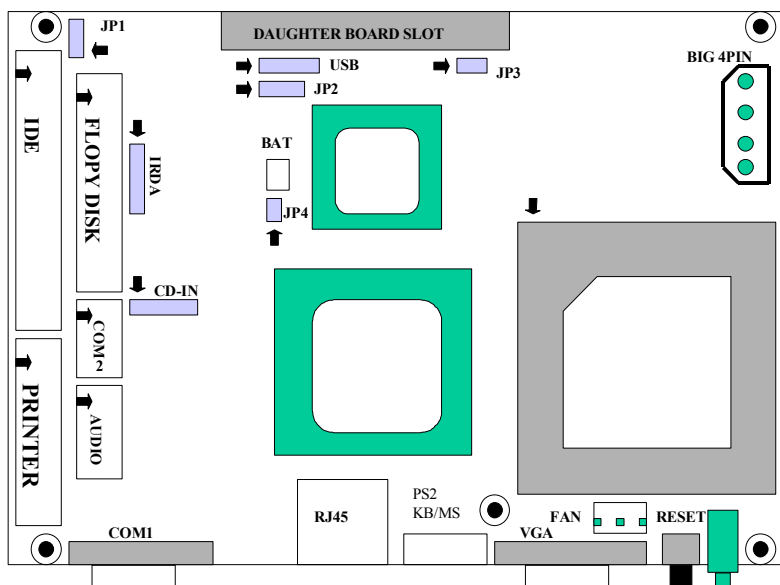 JP1
DAUGHTER BOARD SLOT
USB
JP3
BIG 4PIN
JP2
IDE
FLOPY DISK
IRDA
BAT
JP4
CD-IN
COM2
PRINTER
AUDIO
RJ45
PS2
KB/MS
FAN
RESET
COM1
VGA